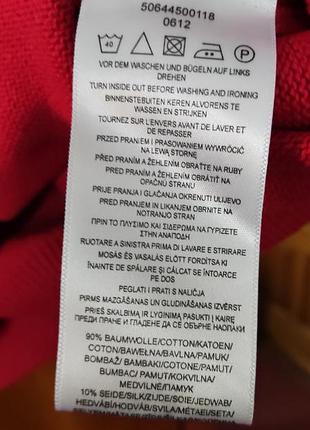 50644500118
0612
40
P
VOR DEM WASCHEN UND BÜGELN AUF LINKS
DREHEN
TURN INSIDE OUT BEFORE WASHING AND IRONING
BINNENSTEBUITEN KEREN ALVORENS TE
WASSEN EN STRIJKEN
TOURNEZ SUR L'ENVERS AVANT DE LAVER ET
DE REPASSER
PRZED PRANIEM I PRASOWANIEM WYWRÓCIĆ
NA LEWĄ STORNĘ
PŘED PRANÍM A ŽEHLENÍM OBRAŤTE NA RUBY
PRED PRANÍM A ŽEHLENÍM OBRÁTIŤ NA
OPAČNÚ STRANU
PRIJE PRANJA I GLAČANJA OKRENUTI ULIJEVO
PRED PRANJEM IN LIKANJEM OBRNITE NA
NOTRANJO STRAN
ΠΡΙΝ ΤΟ ΠΛΥΣΙΜΟ ΚΑΙ ΣΙΔΕΡΩΜΑ ΝΑ ΓΥΡΙΖΕΤΕ
ΣΤΗΝ ΑΝΑΠΟΔΗ
RUOTARE A SINISTRA PRIMA DI LAVARE E STRIRARE
MOSÁS ÉS VASALÁS ELŐTT FORDÍTSA KI
ÎNAINTE DE SPĂLARE ŞI CĂLCAT SE ÎNTOARCE
PE DOS
PEGLATI I PRATI S NALIČJA
PIRMS MAZGĀŠANAS UN GLUDINĀŠANAS IZVĒRST
PRIEŠ SKALBIMĄ IR LYGINIMĄ PASUKTI Į KAIRĘ
ПРЕДИ ПРАНЕ И ГЛАДЕНЕ ДА СЕ ОБЪРНЕ НАОПАКИ
90% BAUMWOLLE/COTTON/KATOEN/
COTON/BAWEŁNA/BAVLNA/PAMUK/
BOMBAŽ/ ΒΑΜΒΑΚΙ/COTONE/PAMUT/
BUMBAC/ PAMUT/KOKVILNA/
MEDVILNĖ /ПАМУК
10% SEIDE/SILK/ZIJDE/SOIE/JEDWAB/
HEDVÁBÍ/HODVÁB/SVILA/ΜΕΤΑΞΙ/SETA/